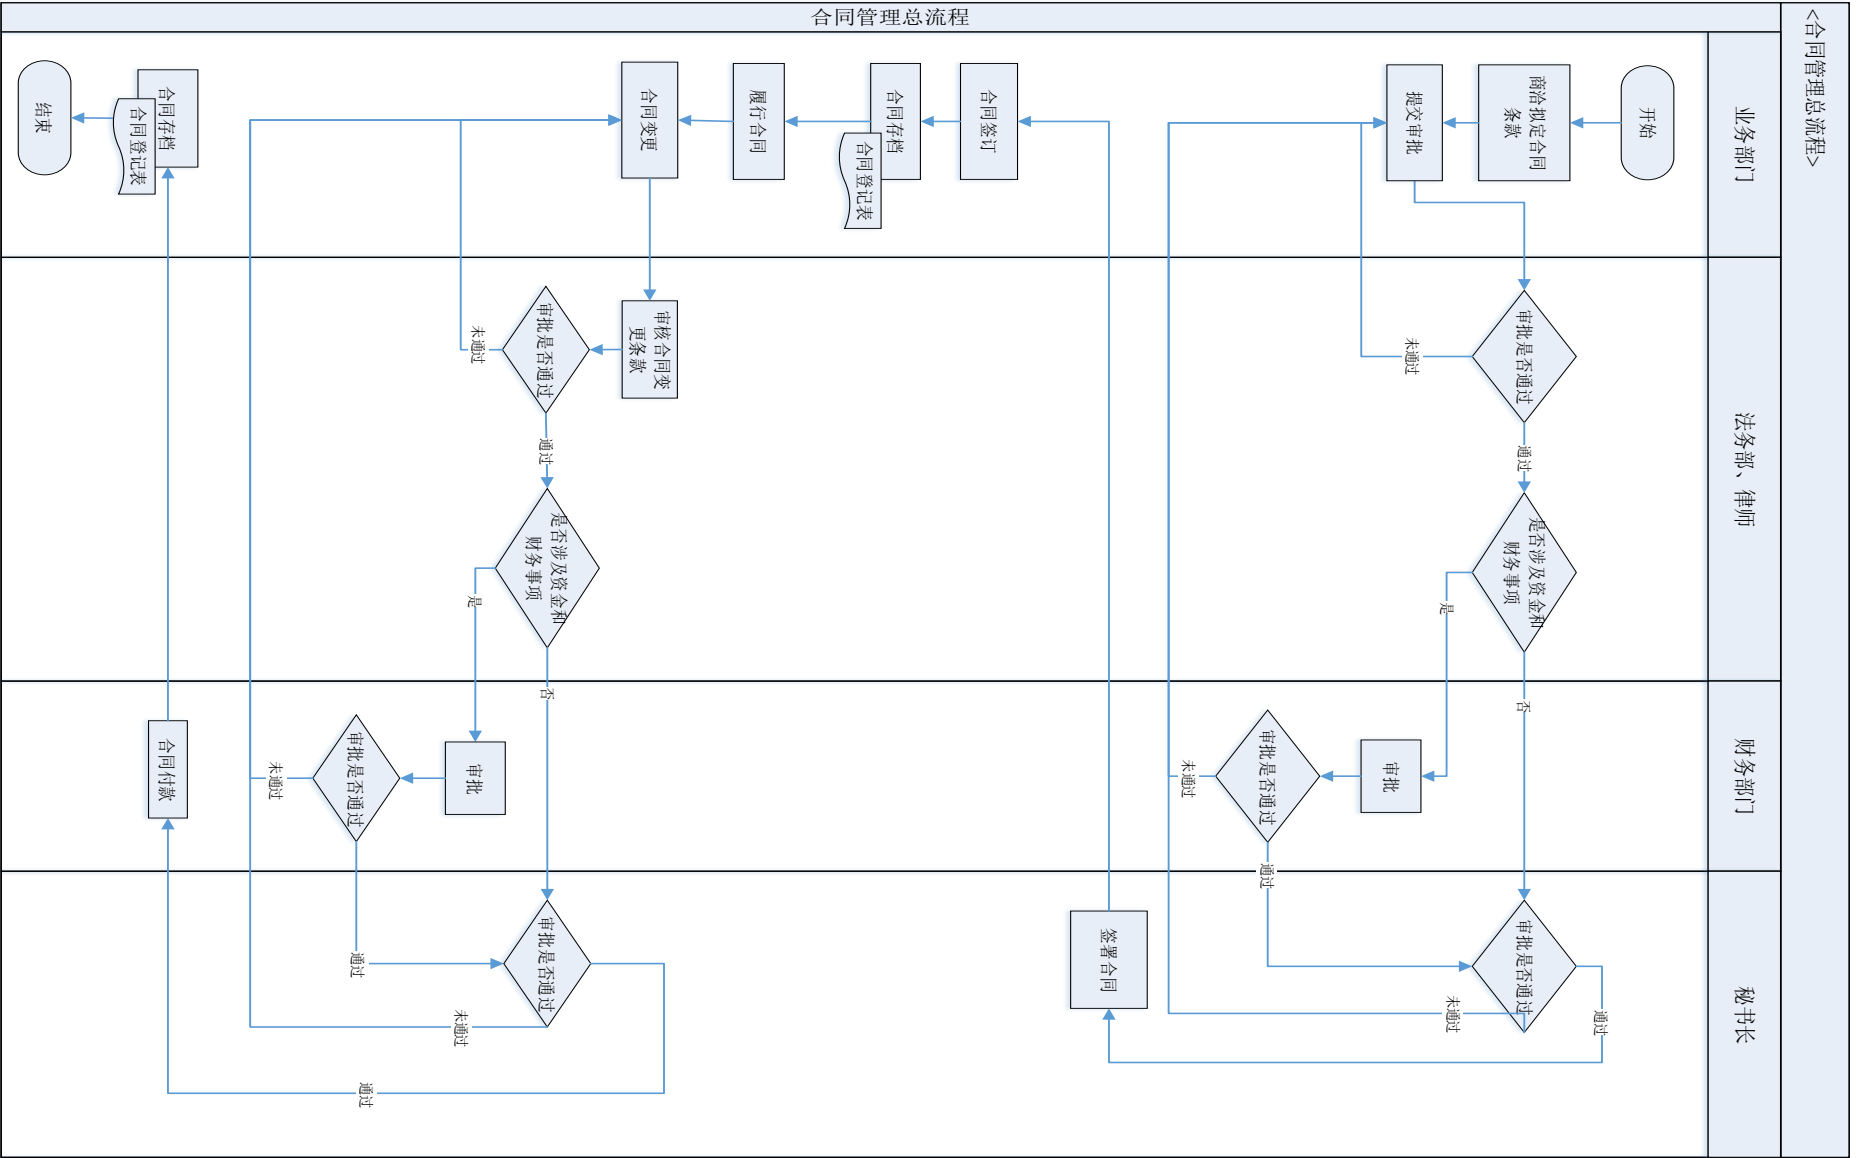 <合同管理总流程>
合同管理总流程
业务部门
法务部、律师
财务部门
秘书长
开始
商洽拟定合同
条款
提交审批
审批是否通过
未通过
通过
是否涉及资金和
财务事项
是
否
审批
审批是否通过
未通过
通过
审批是否通过
未通过
通过
签署合同
合同签订
合同存档
合同登记表
履行合同
合同变更
审核合同变
更条款
审批是否通过
未通过
通过
是否涉及资金和
财务事项
是
否
审批
审批是否通过
未通过
通过
审批是否通过
未通过
通过
合同付款
合同存档
合同登记表
结束